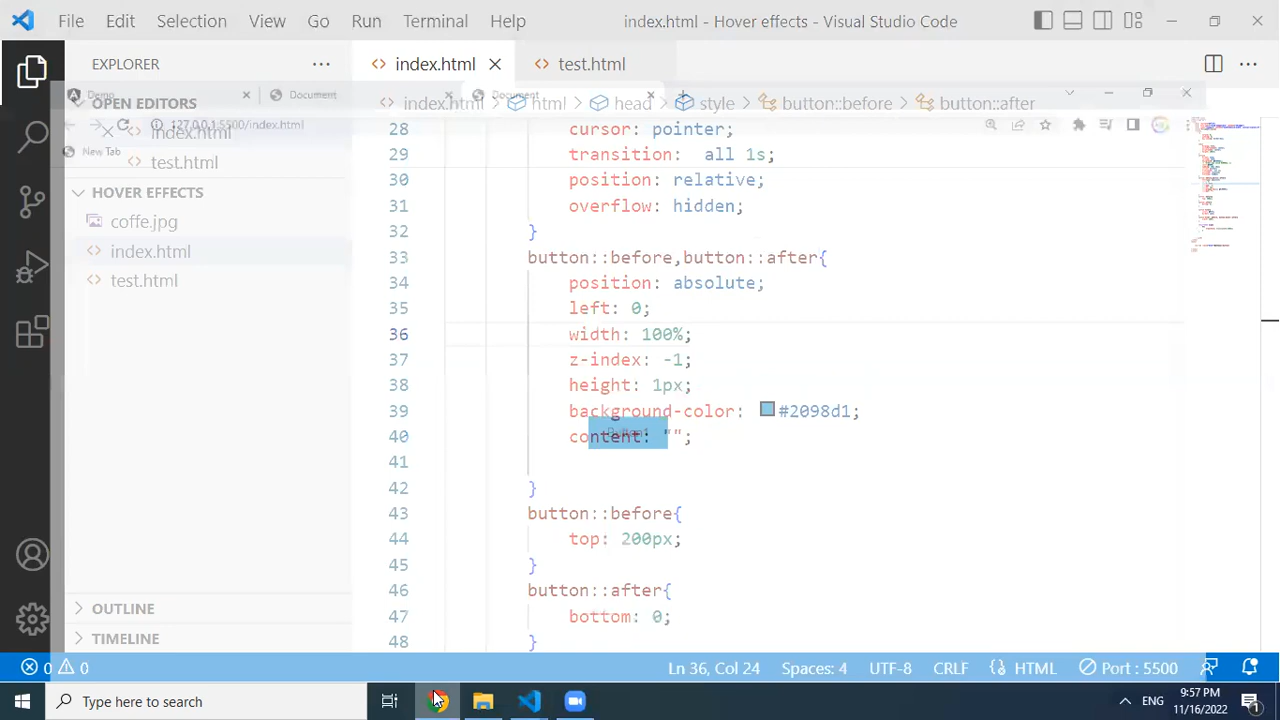 File Edit Selection View Go Run Terminal Help index.html - Hover effects - Visual Studio Code
EXPLORER
index.html
test.html
Demo
Document
Document
OPEN EDITORS
index.html
test.html
127.0.0.1:5500/index.html
New Tab
HOVER EFFECTS
coffe.jpg
index.html
test.html
OUTLINE
TIMELINE
index.html html head style button::before button::after
28 cursor: pointer;
29 transition: all 1s;
30 position: relative;
31 overflow: hidden;
32 }
33 button::before,button::after{
34 position: absolute;
35 left: 0;
36 width: 100%;
37 z-index: -1;
38 height: 1px;
39 background-color: #2098d1;
40 content: "";
41
42 }
43 button::before{
44 top: 200px;
45 }
46 button::after{
47 bottom: 0;
48 }
0 0 Ln 36, Col 24 Spaces: 4 UTF-8 CRLF HTML Port : 5500
Type here to search
ENG
9:57 PM
11/16/2022
1